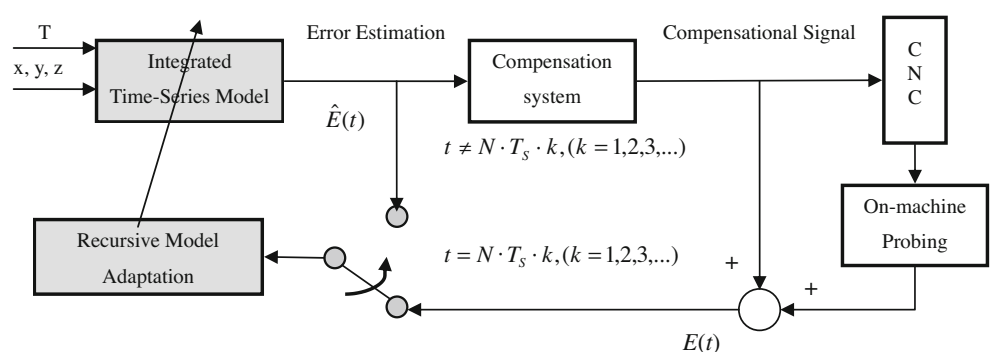 T
x, y, z
Integrated
Time-Series Model
Error Estimation
Ê(t)
Compensation
system
Compensational Signal
C
N
C
t ≠ N · T_S · k, (k = 1,2,3,...)
On-machine
Probing
Recursive Model
Adaptation
t = N · T_S · k, (k = 1,2,3,...)
+
+
E(t)